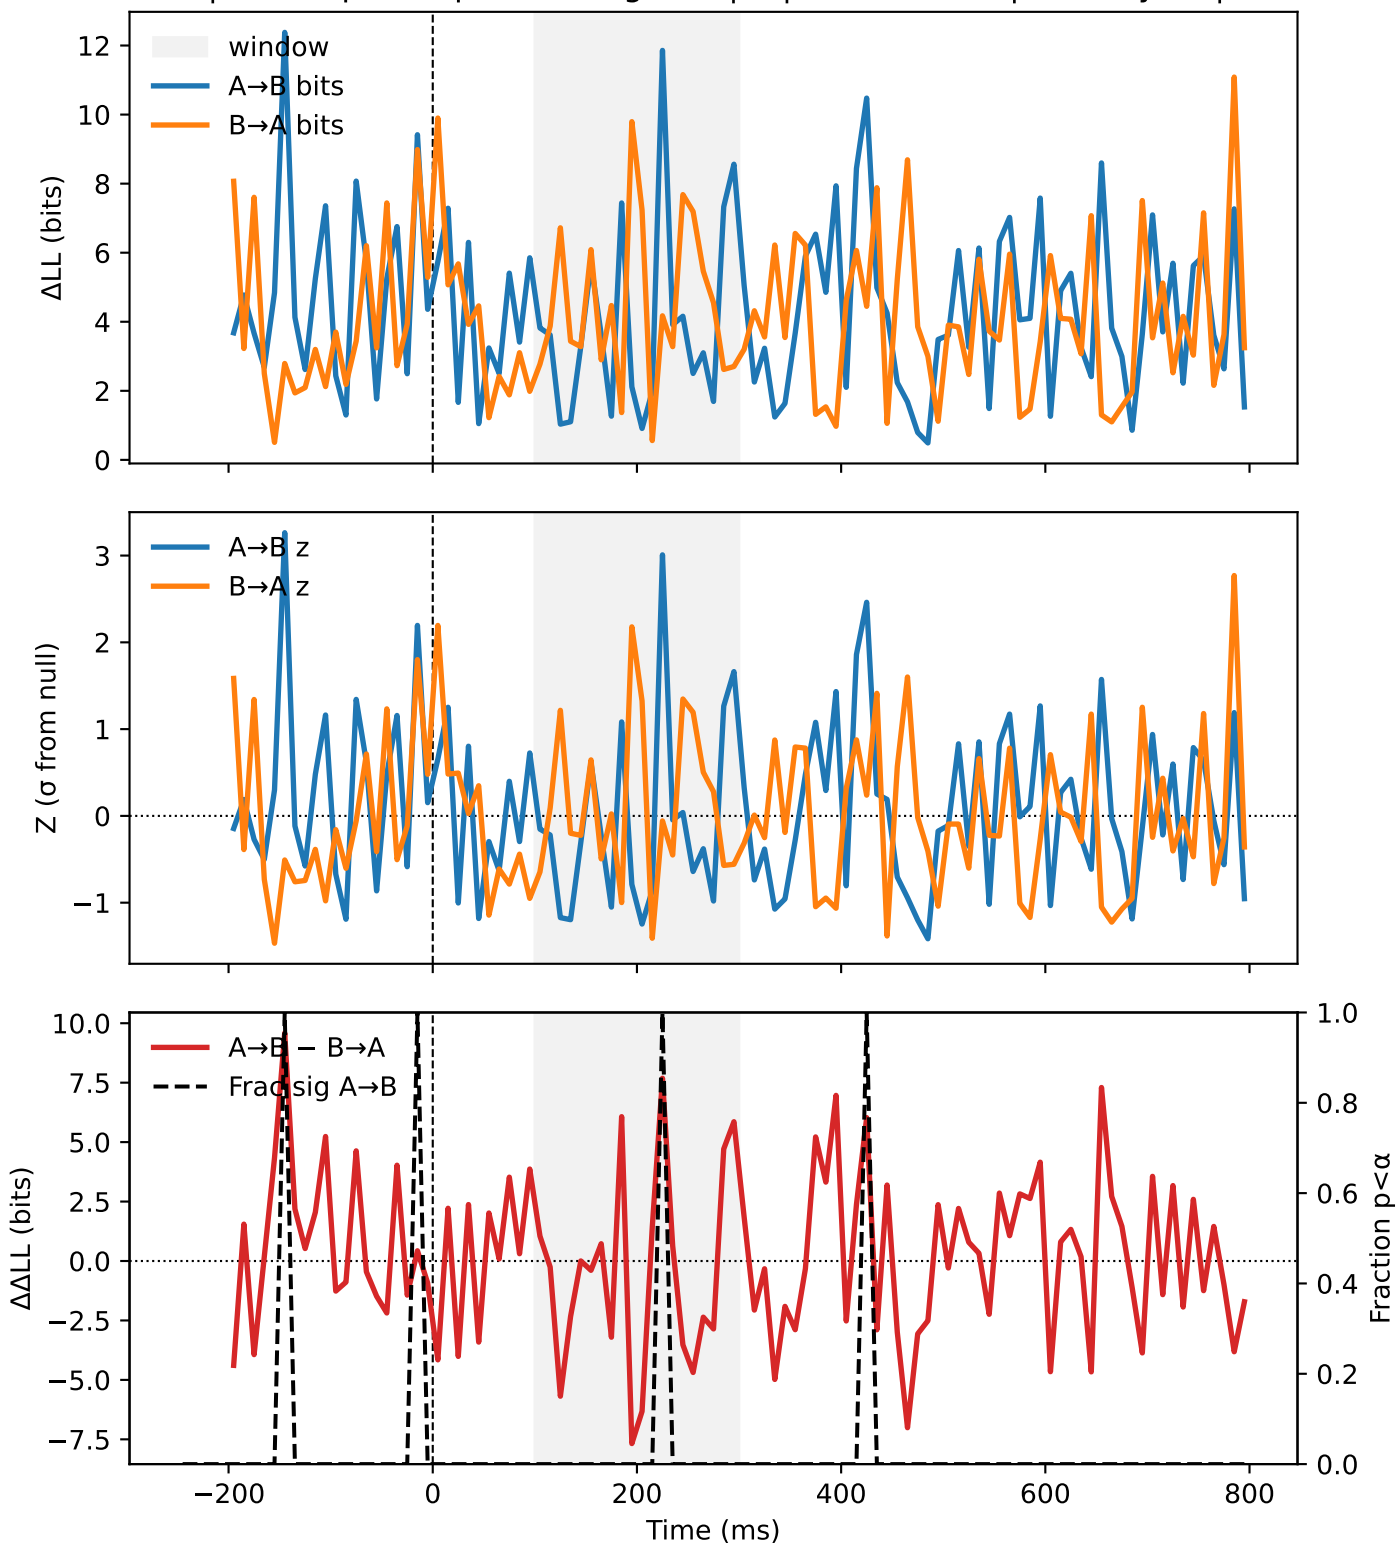 window
A→B bits
B→A bits
12
10
8
6
4
2
0
ΔLL (bits)
A→B z
B→A z
3
2
1
0
−1
Z (σ from null)
A→B − B→A
Frac sig A→B
10.0
7.5
5.0
2.5
0.0
−2.5
−5.0
−7.5
ΔΔLL (bits)
1.0
0.8
0.6
0.4
0.2
0.0
Fraction p<α
−200 0 200 400 600 800
Time (ms)